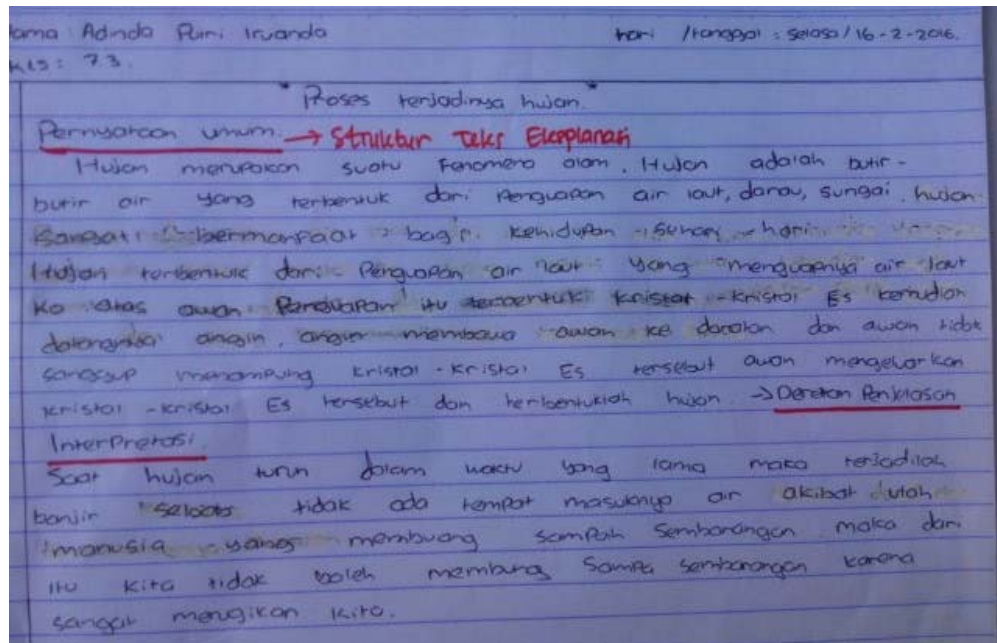 ama Adinda Putri Irvanda hari /tanggal : selasa / 16 - 2 - 2016.
KLS : 7.3.
" Proses terjadinya hujan. "
Pernyataan umum. → Struktur Teks Eksplanasi
Hujan merupakan suatu Fenomena alam. Hujan adalah butir -
butir air yang terbentuk dari Penguapan air laut, danau, sungai. hujan
Sangat bermanfaat bagi kehidupan sehari - hari
Hujan terbentuk dari Penguapan air laut yang menguapnya air laut
Ke atas awan Penguapan itu terbentuk kristal - kristal Es kemudian
datangnya angin, angin membawa awan ke daratan dan awan tidak
sanggup menampung kristal - kristal Es tersebut awan mengeluarkan
kristal - kristal Es tersebut dan terbentuklah hujan → Deretan Penjelasan
InterPretasi.
Saat hujan turun dalam waktu yang lama maka terjadilah
banjir tidak ada tempat masuknya air akibat ulah
manusia yang membuang sampah Sembarangan maka dari
itu kita tidak boleh membuang Sampa sembarangan karena
sangat merugikan kita.